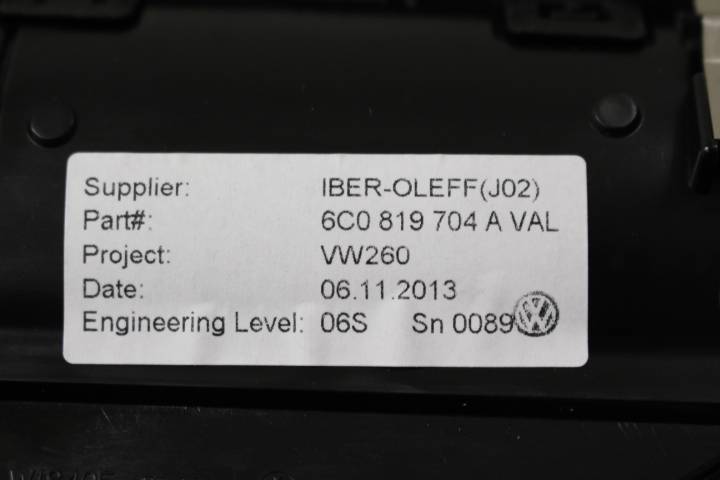 Supplier: IBER-OLEFF(J02)
Part#: 6C0 819 704 A VAL
Project: VW260
Date: 06.11.2013
Engineering Level: 06S Sn 0089